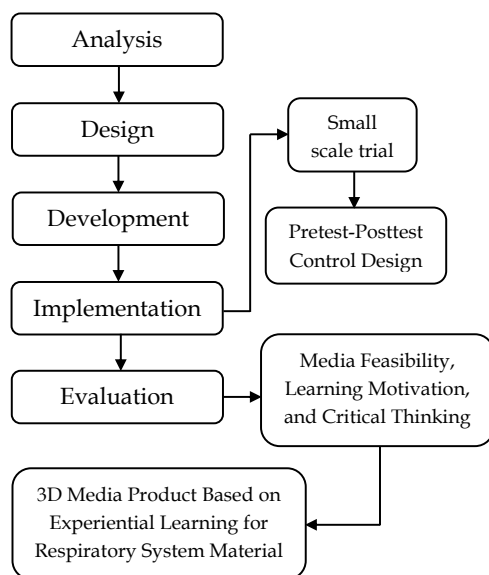 Analysis
Design
Development
Implementation
Evaluation
Small
scale trial
Pretest-Posttest
Control Design
Media Feasibility,
Learning Motivation,
and Critical Thinking
3D Media Product Based on
Experiential Learning for
Respiratory System Material